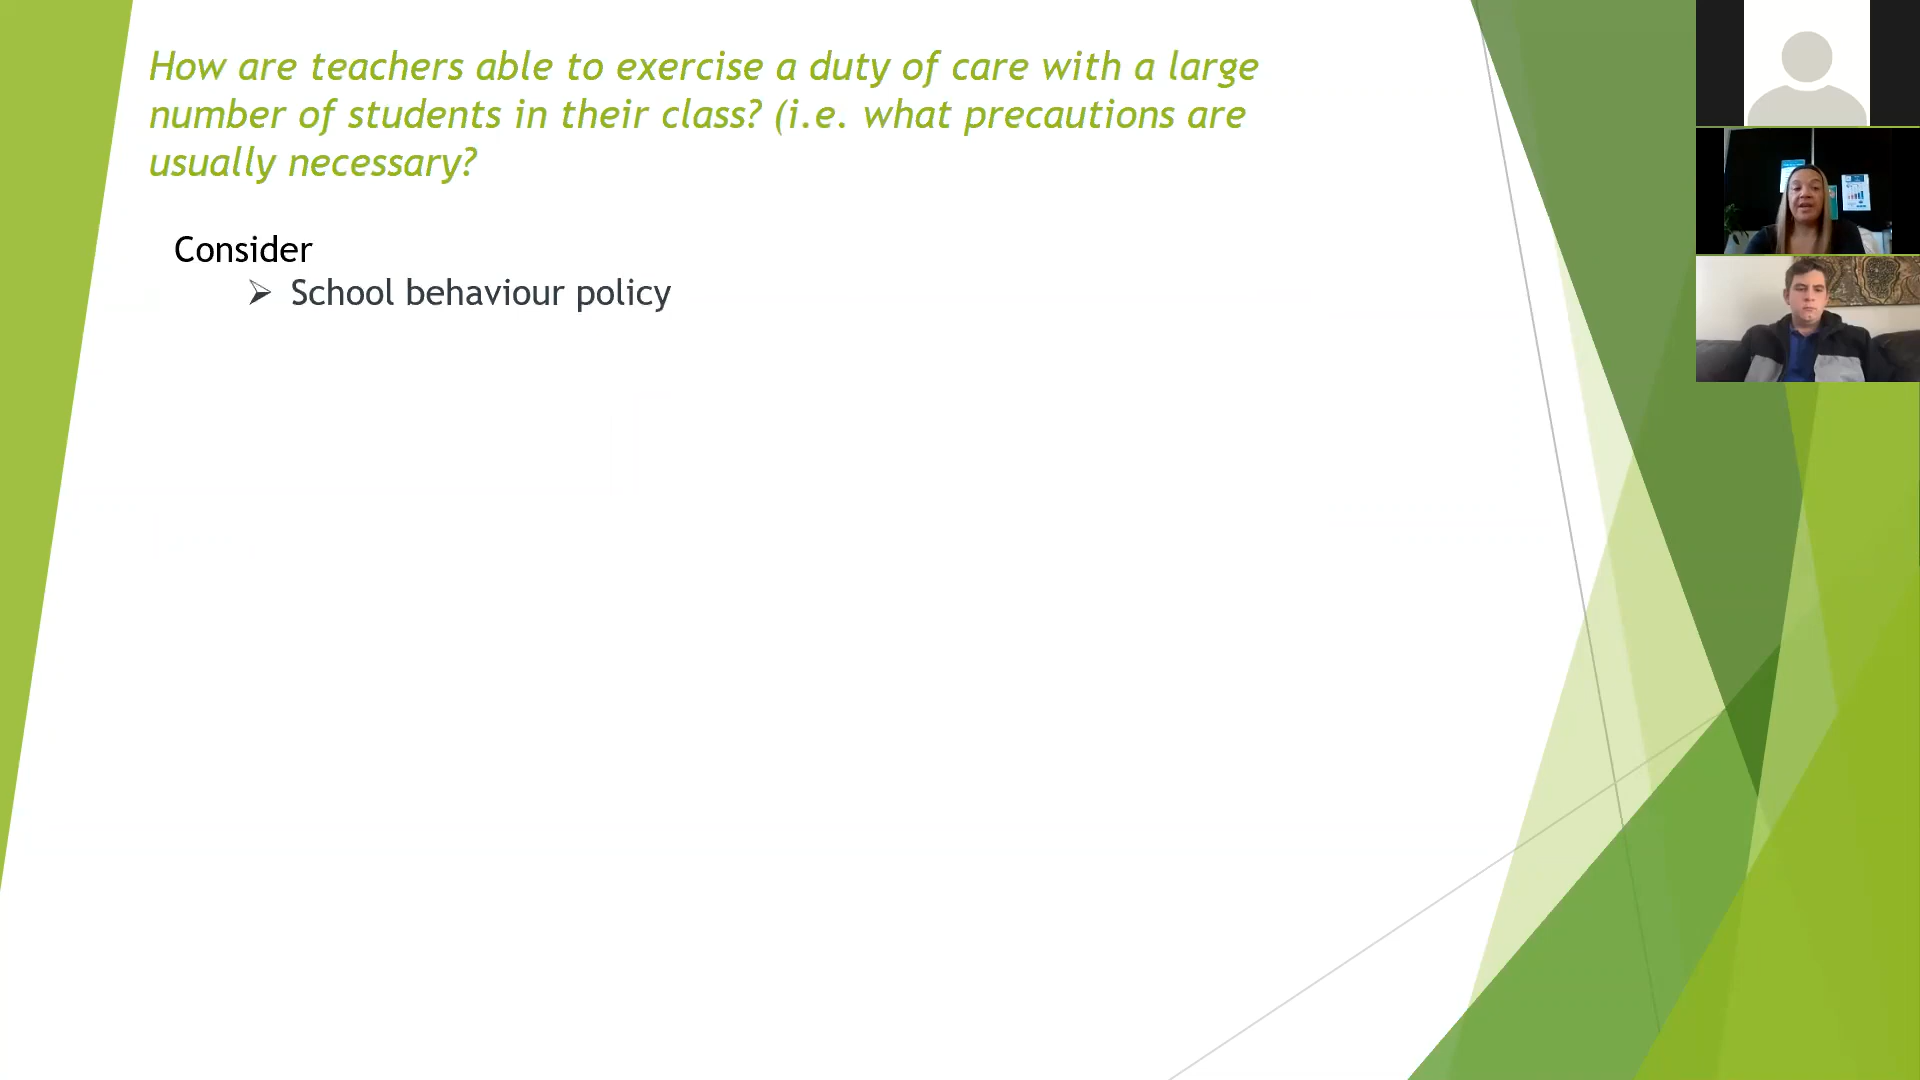 How are teachers able to exercise a duty of care with a large
number of students in their class? (i.e. what precautions are
usually necessary?
Consider
School behaviour policy